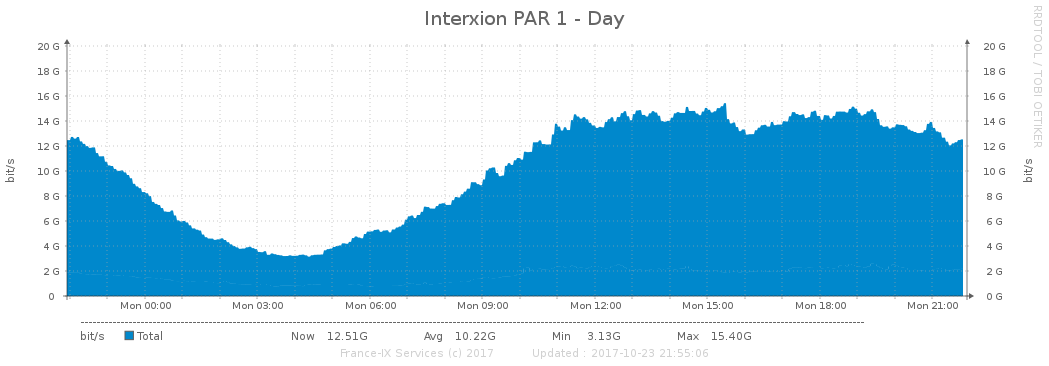 Interxion PAR 1 - Day
RRDTOOL / TOBI OETIKER
bit/s
20 G 20 G
18 G 18 G
16 G 16 G
14 G 14 G
12 G 12 G
10 G 10 G
8 G 8 G
6 G 6 G
4 G 4 G
2 G 2 G
0 0 G
bit/s
Mon 00:00 Mon 03:00 Mon 06:00 Mon 09:00 Mon 12:00 Mon 15:00 Mon 18:00 Mon 21:00
bit/s Total Now 12.51G Avg 10.22G Min 3.13G Max 15.40G
France-IX Services (c) 2017 Updated : 2017-10-23 21:55:06